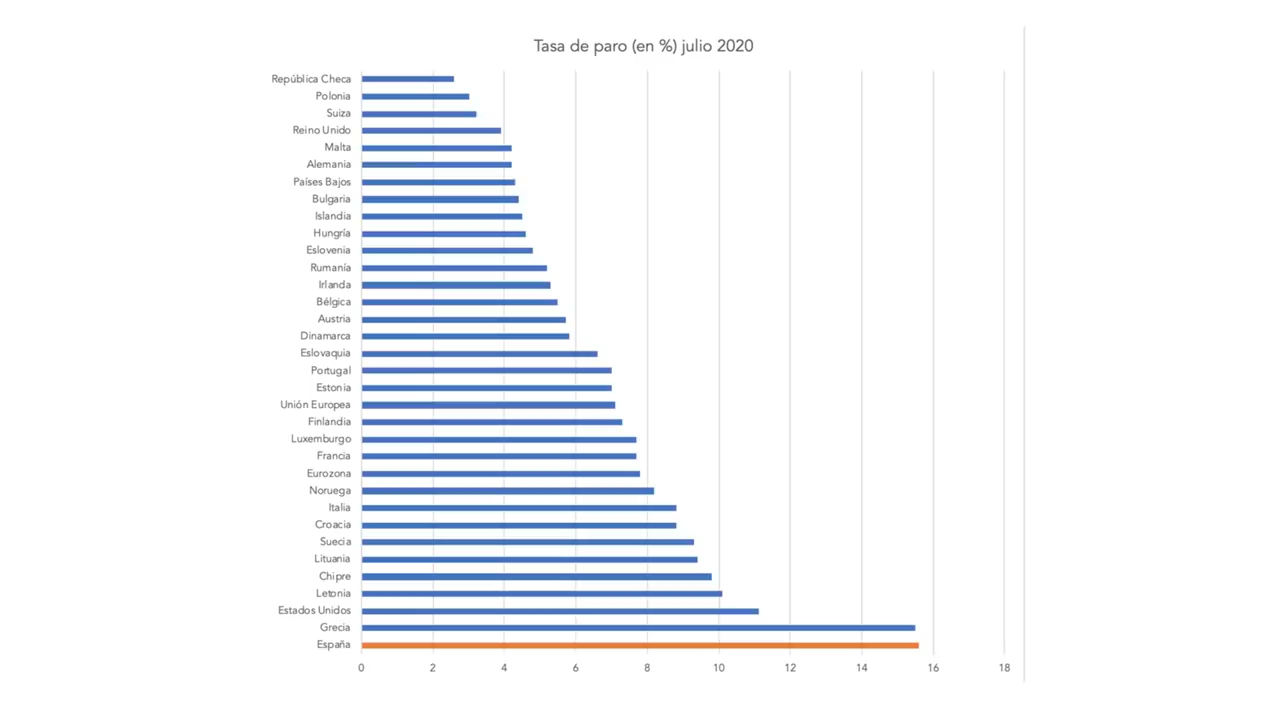 Tasa de paro (en %) julio 2020
República Checa
Polonia
Suiza
Reino Unido
Malta
Alemania
Países Bajos
Bulgaria
Islandia
Hungría
Eslovenia
Rumanía
Irlanda
Bélgica
Austria
Dinamarca
Eslovaquia
Portugal
Estonia
Unión Europea
Finlandia
Luxemburgo
Francia
Eurozona
Noruega
Italia
Croacia
Suecia
Lituania
Chipre
Letonia
Estados Unidos
Grecia
España
0 2 4 6 8 10 12 14 16 18